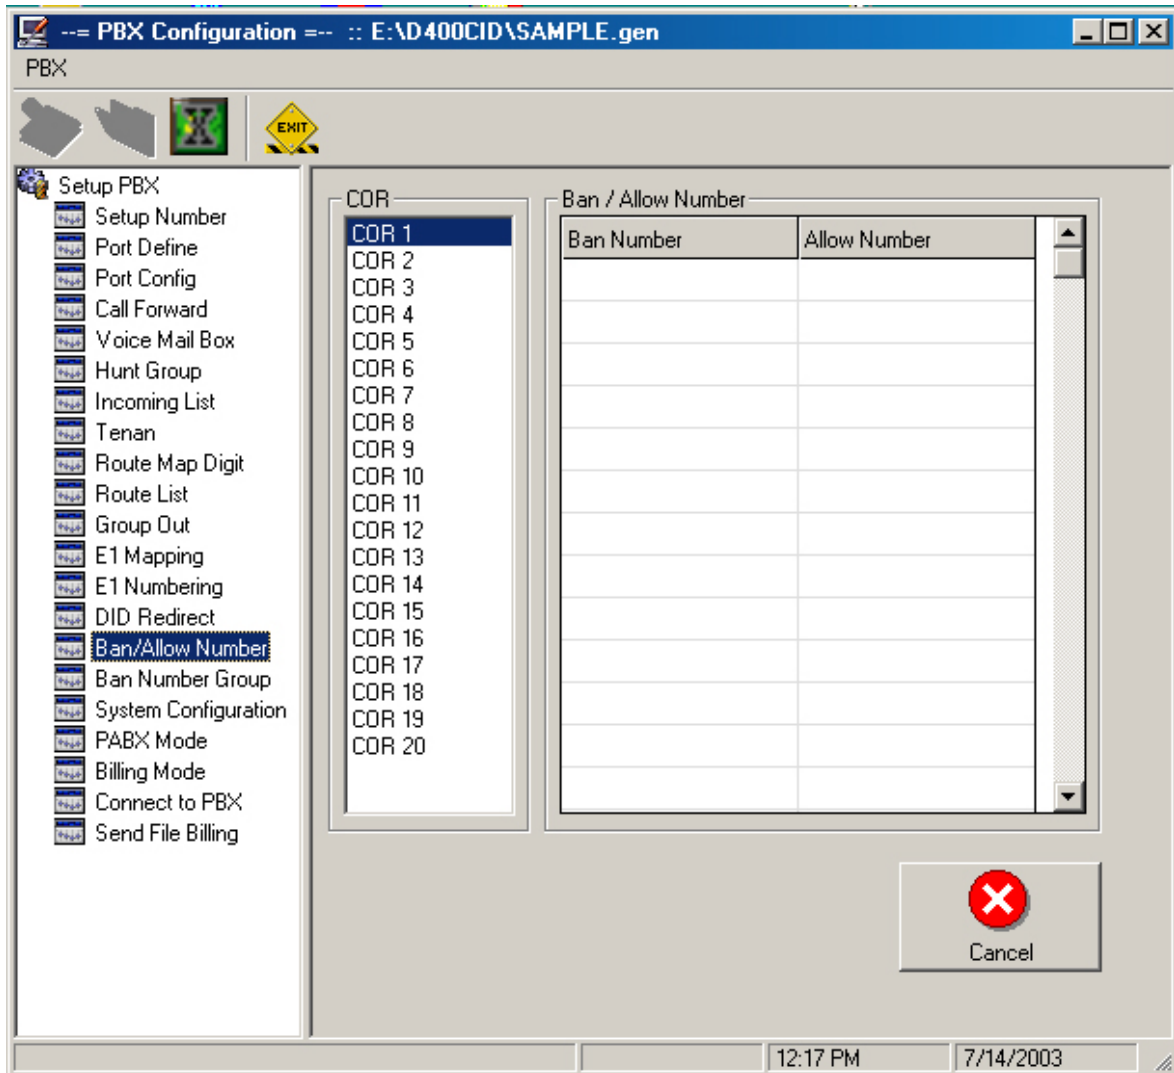 --= PBX Configuration =-- :: E:\D400CID\SAMPLE.gen
PBX
EXIT
Setup PBX
Setup Number
Port Define
Port Config
Call Forward
Voice Mail Box
Hunt Group
Incoming List
Tenan
Route Map Digit
Route List
Group Out
E1 Mapping
E1 Numbering
DID Redirect
Ban/Allow Number
Ban Number Group
System Configuration
PABX Mode
Billing Mode
Connect to PBX
Send File Billing
COR
COR 1
COR 2
COR 3
COR 4
COR 5
COR 6
COR 7
COR 8
COR 9
COR 10
COR 11
COR 12
COR 13
COR 14
COR 15
COR 16
COR 17
COR 18
COR 19
COR 20
Ban / Allow Number
Ban Number Allow Number
Cancel
12:17 PM 7/14/2003